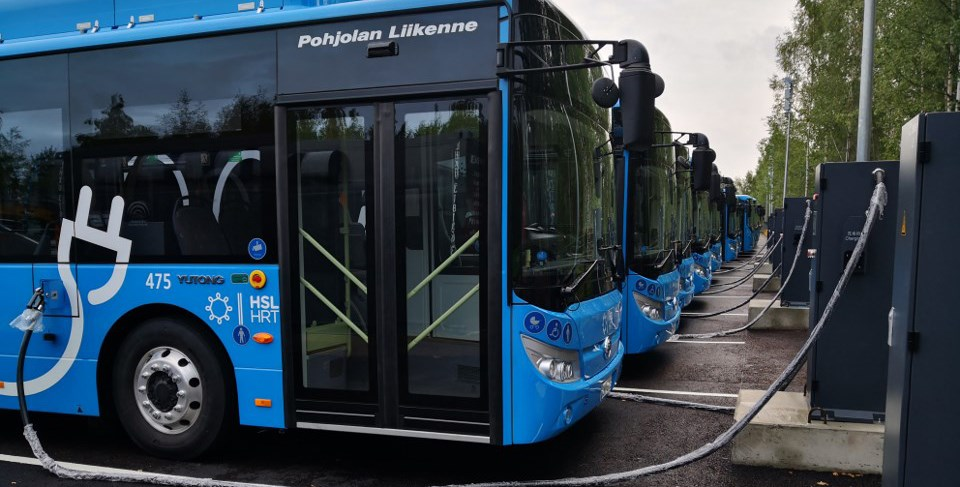 Pohjolan Liikenne
475 YUTONG
HSL
HRT